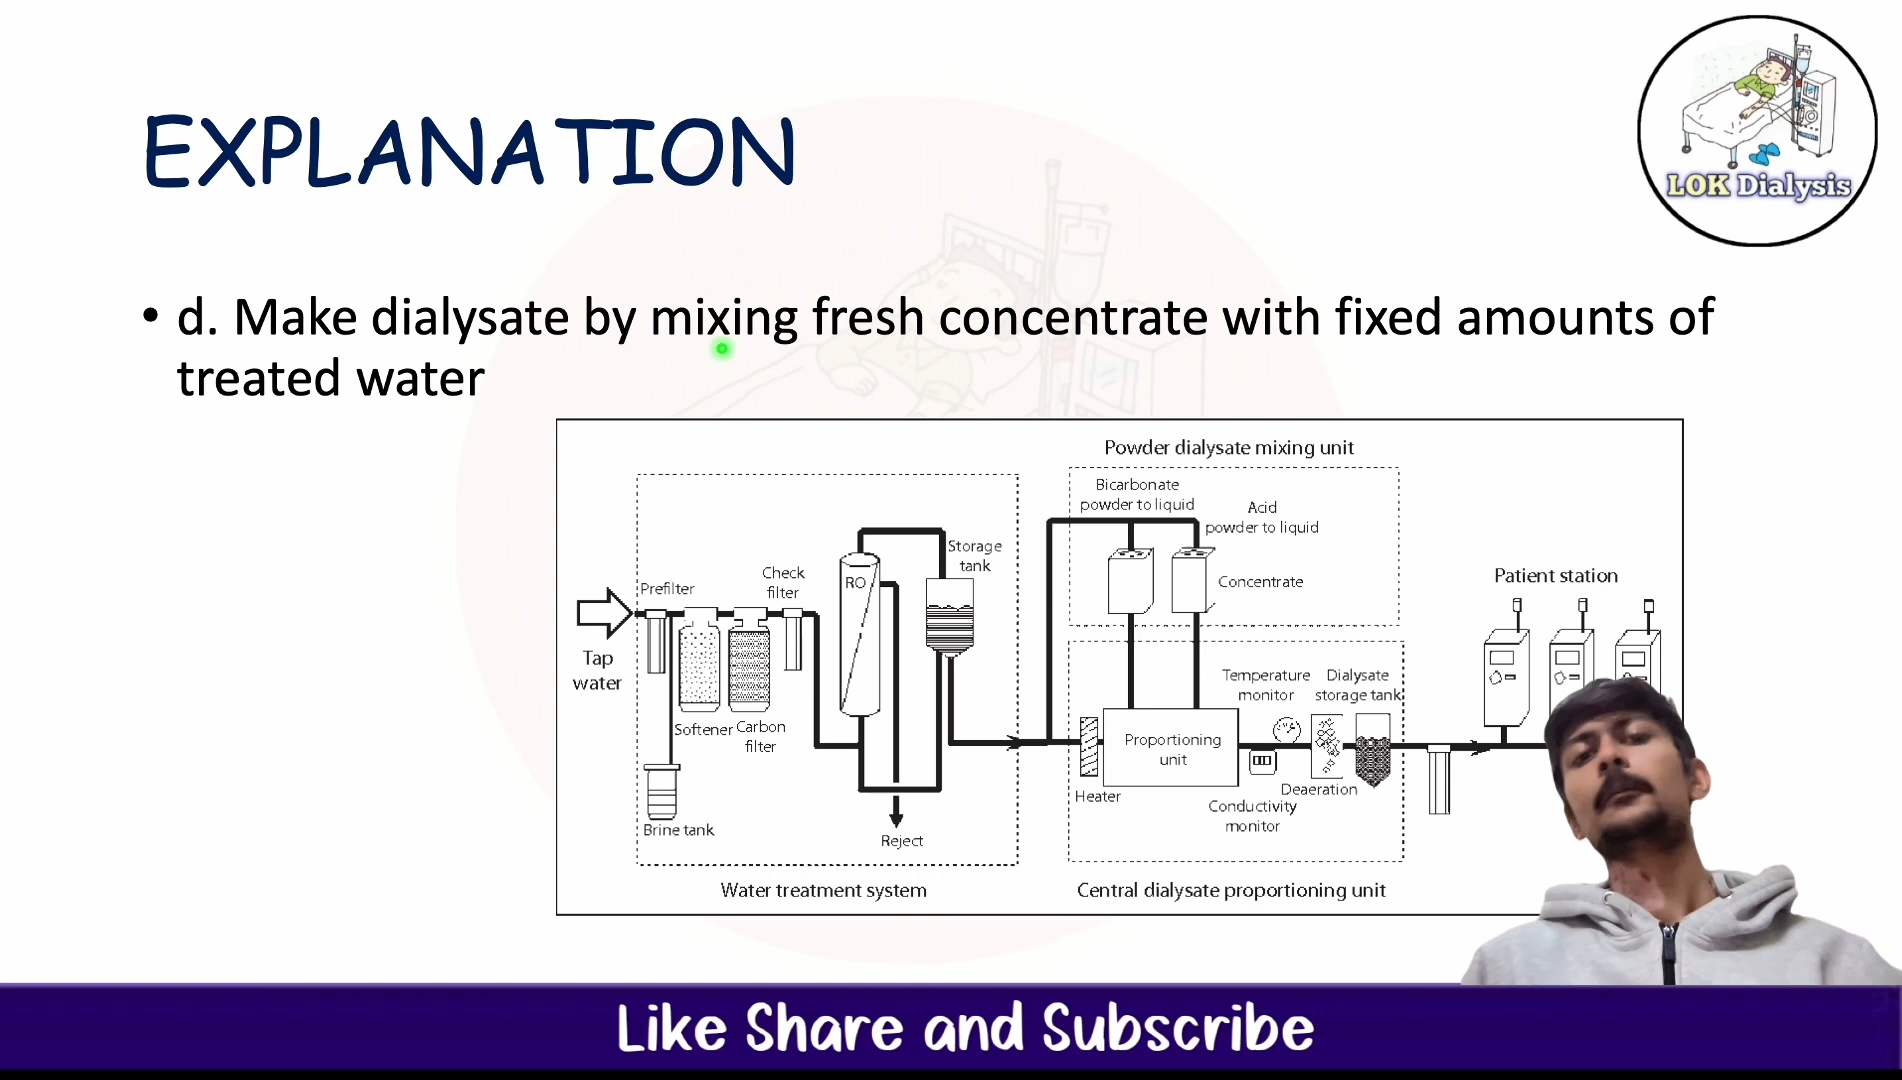 LOK Dialysis
EXPLANATION
• d. Make dialysate by mixing fresh concentrate with fixed amounts of
treated water
Powder dialysate mixing unit
Bicarbonate
powder to liquid
Acid
powder to liquid
Concentrate
Storage
tank
RO
Check
filter
Prefilter
Tap
water
Softener
Carbon
filter
Brine tank
Reject
Water treatment system
Temperature
monitor
Dialysate
storage tank
Proportioning
unit
Heater
Deaeration
Conductivity
monitor
Central dialysate proportioning unit
Patient station
Like Share and Subscribe